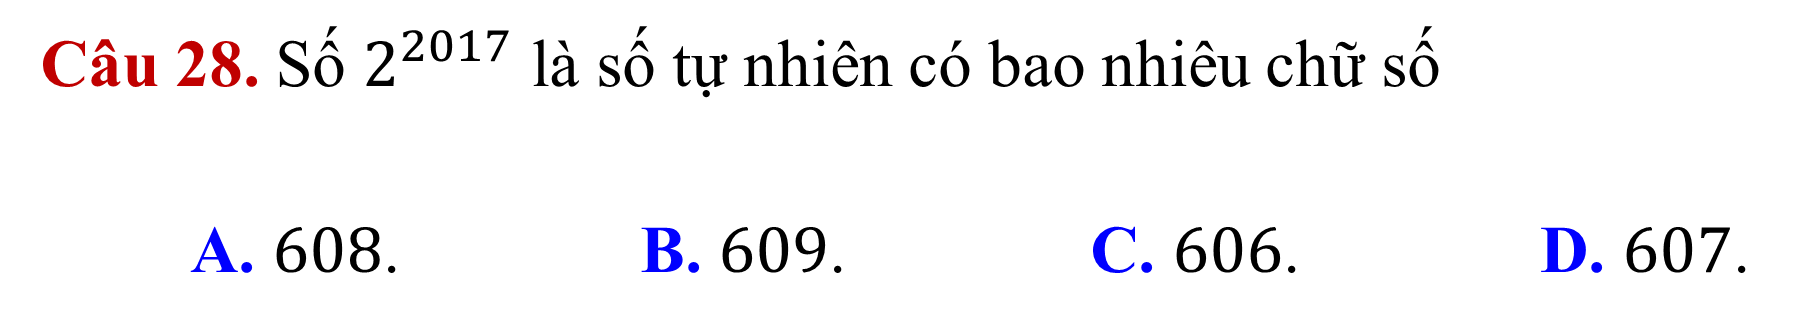 Câu 28. Số 2^2017 là số tự nhiên có bao nhiêu chữ số
A. 608. B. 609. C. 606. D. 607.